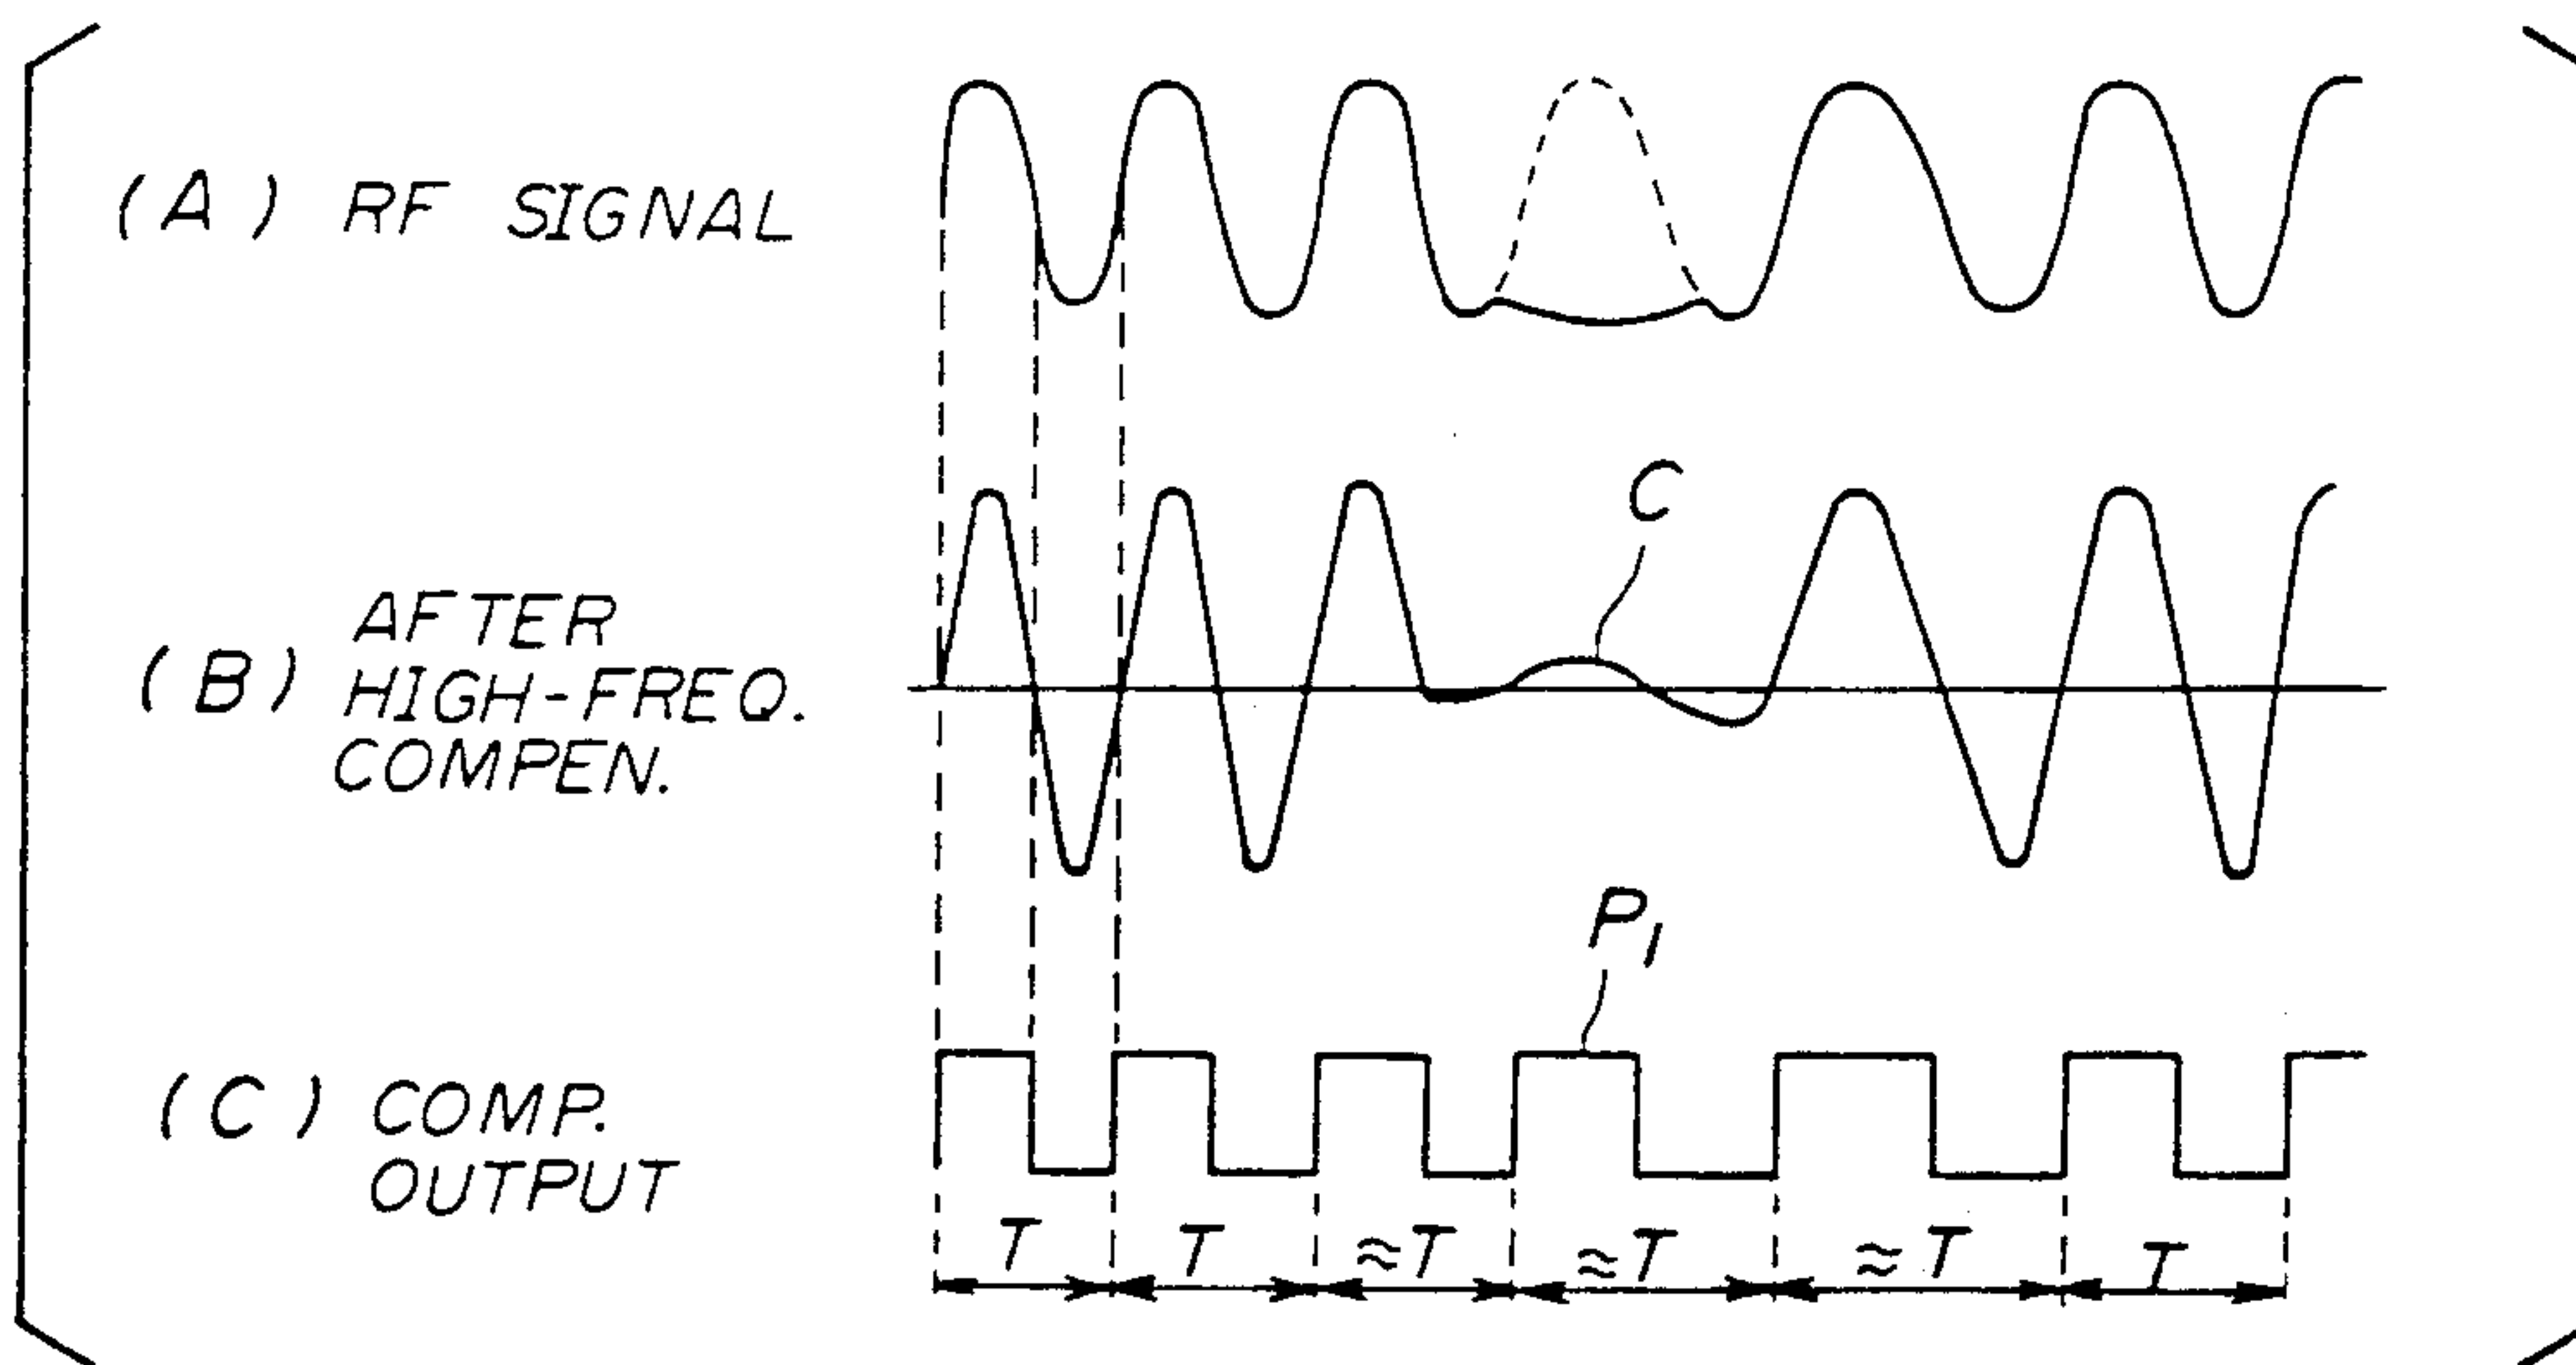 (A) RF SIGNAL
C
(B) AFTER
HIGH-FREQ.
COMPEN.
P1
(C) COMP.
OUTPUT
T T ≈T ≈T ≈T T